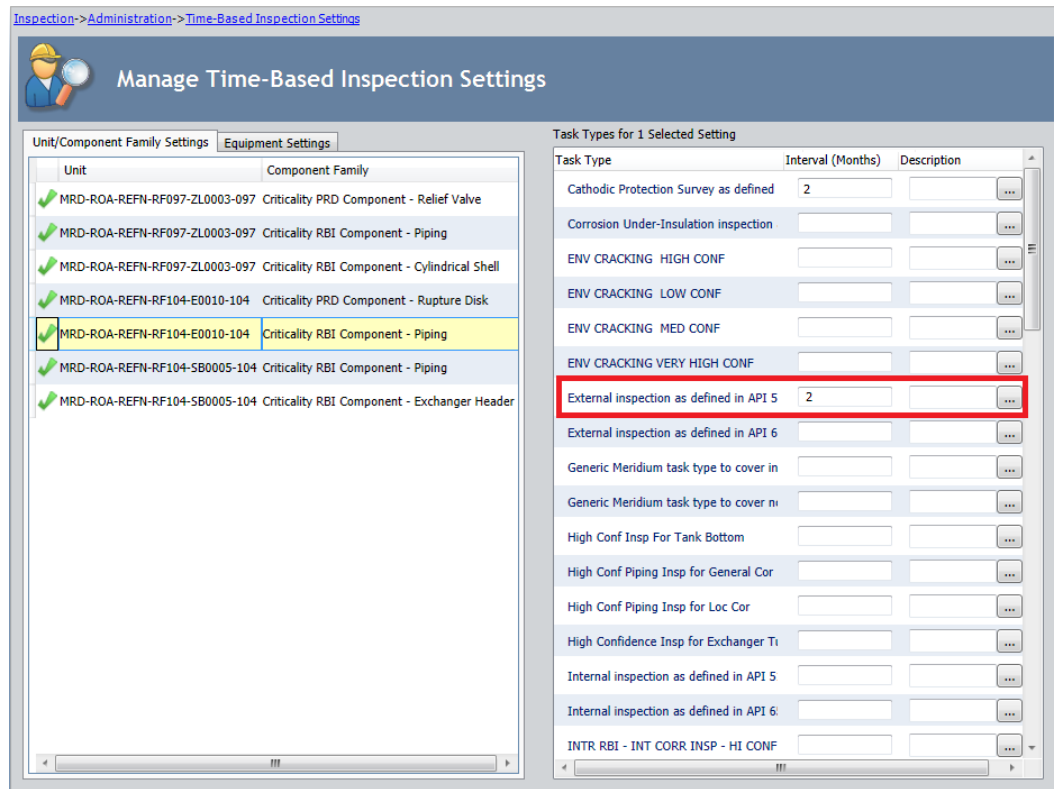 Inspection->Administration->Time-Based Inspection Settings
Manage Time-Based Inspection Settings
Unit/Component Family Settings Equipment Settings
Unit Component Family
MRD-ROA-REFN-RF097-ZL0003-097 Criticality PRD Component - Relief Valve
MRD-ROA-REFN-RF097-ZL0003-097 Criticality RBI Component - Piping
MRD-ROA-REFN-RF097-ZL0003-097 Criticality RBI Component - Cylindrical Shell
MRD-ROA-REFN-RF104-E0010-104 Criticality PRD Component - Rupture Disk
MRD-ROA-REFN-RF104-E0010-104 Criticality RBI Component - Piping
MRD-ROA-REFN-RF104-SB0005-104 Criticality RBI Component - Piping
MRD-ROA-REFN-RF104-SB0005-104 Criticality RBI Component - Exchanger Header
Task Types for 1 Selected Setting
Task Type Interval (Months) Description
Cathodic Protection Survey as defined 2 ...
Corrosion Under-Insulation inspection ...
ENV CRACKING HIGH CONF ...
ENV CRACKING LOW CONF ...
ENV CRACKING MED CONF ...
ENV CRACKING VERY HIGH CONF ...
External inspection as defined in API 5 2 ...
External inspection as defined in API 6 ...
Generic Meridium task type to cover in ...
Generic Meridium task type to cover n ...
High Conf Insp For Tank Bottom ...
High Conf Piping Insp for General Cor ...
High Conf Piping Insp for Loc Cor ...
High Confidence Insp for Exchanger T ...
Internal inspection as defined in API 5 ...
Internal inspection as defined in API 6 ...
INTR RBI - INT CORR INSP - HI CONF ...